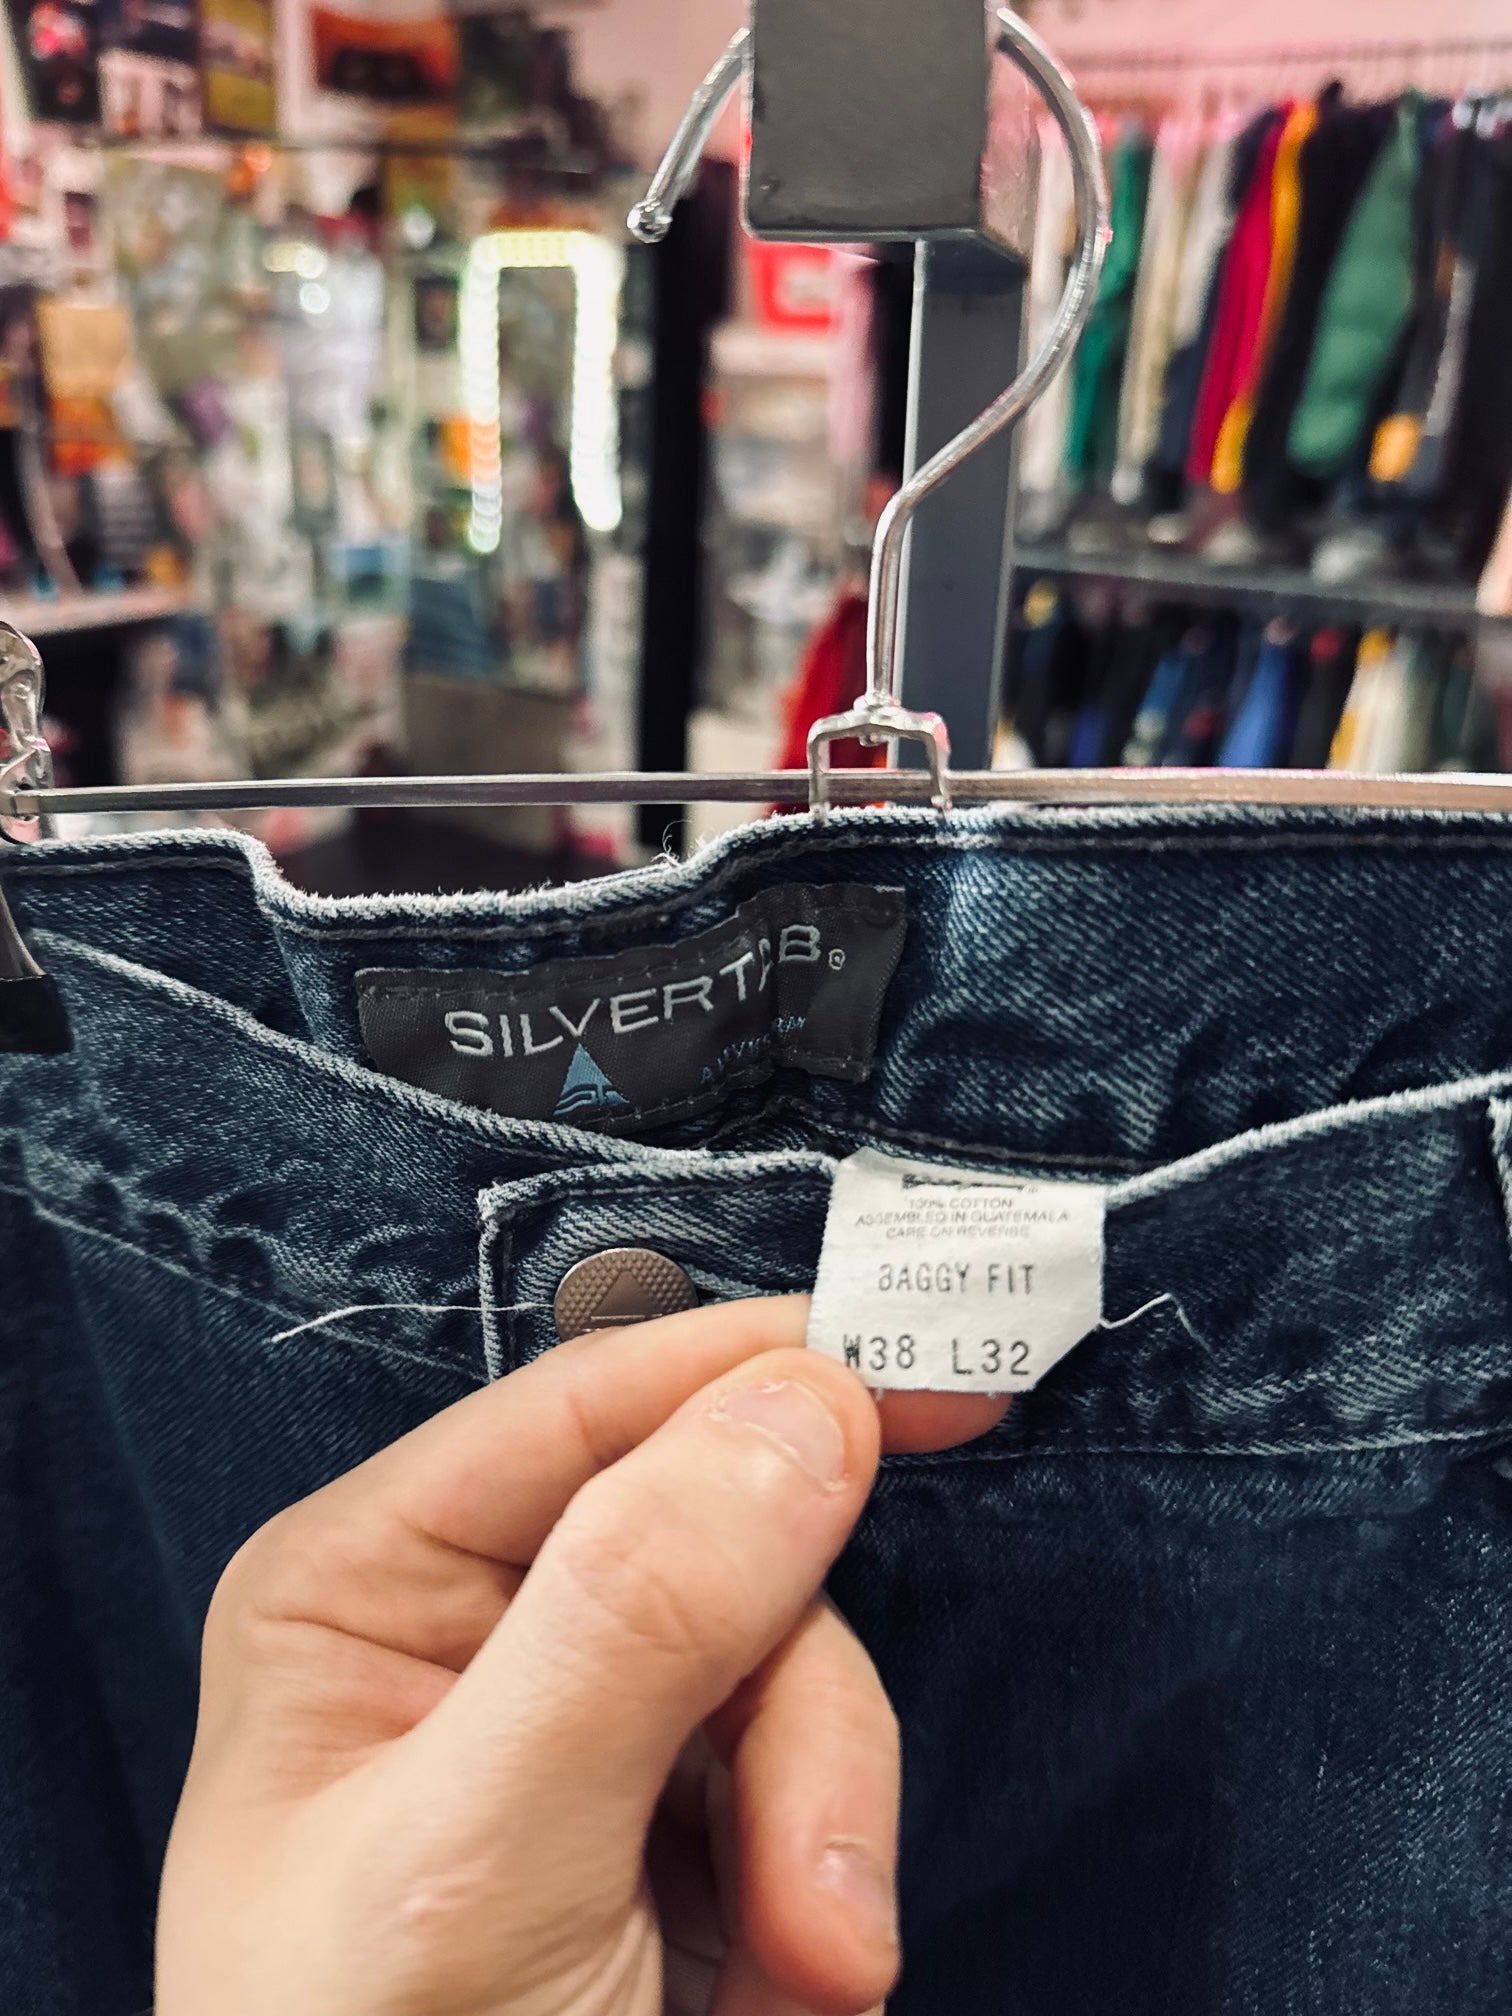 SILVERTAB®
100% COTTON
ASSEMBLED IN GUATEMALA
CARE ON REVERSE
BAGGY FIT
W38 L32